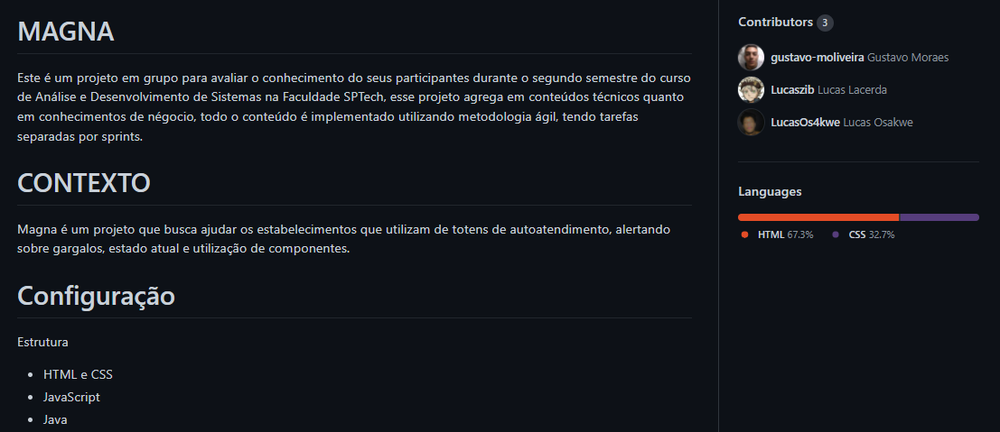 MAGNA
Este é um projeto em grupo para avaliar o conhecimento do seus participantes durante o segundo semestre do curso
de Análise e Desenvolvimento de Sistemas na Faculdade SPTech, esse projeto agrega em conteúdos técnicos quanto
em conhecimentos de négocio, todo o conteúdo é implementado utilizando metodologia ágil, tendo tarefas
separadas por sprints.
CONTEXTO
Magna é um projeto que busca ajudar os estabelecimentos que utilizam de totens de autoatendimento, alertando
sobre gargalos, estado atual e utilização de componentes.
Configuração
Estrutura
• HTML e CSS
• JavaScript
• Java
Contributors 3
gustavo-moliveira Gustavo Moraes
Lucaszib Lucas Lacerda
LucasOs4kwe Lucas Osakwe
Languages
HTML 67.3% CSS 32.7%